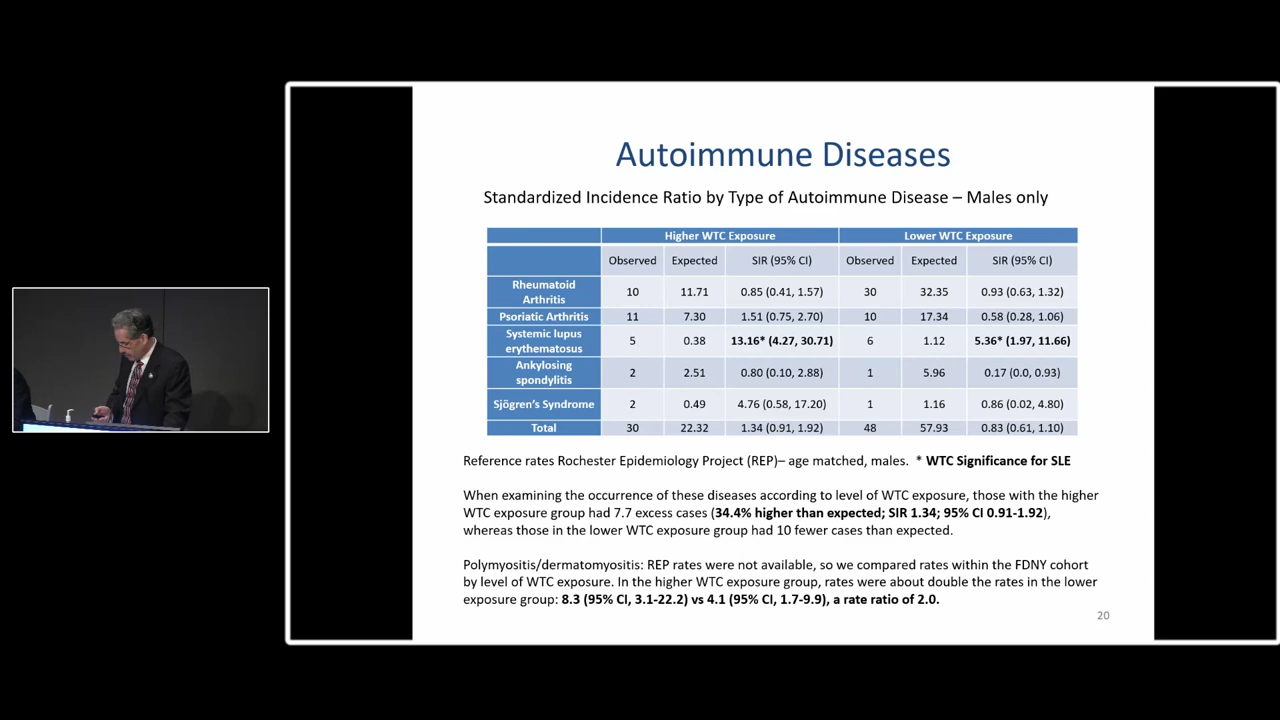 Autoimmune Diseases
Standardized Incidence Ratio by Type of Autoimmune Disease – Males only
Higher WTC Exposure Lower WTC Exposure
Observed Expected SIR (95% CI) Observed Expected SIR (95% CI)
Rheumatoid Arthritis 10 11.71 0.85 (0.41, 1.57) 30 32.35 0.93 (0.63, 1.32)
Psoriatic Arthritis 11 7.30 1.51 (0.75, 2.70) 10 17.34 0.58 (0.28, 1.06)
Systemic lupus erythematosus 5 0.38 13.16* (4.27, 30.71) 6 1.12 5.36* (1.97, 11.66)
Ankylosing spondylitis 2 2.51 0.80 (0.10, 2.88) 1 5.96 0.17 (0.0, 0.93)
Sjögren's Syndrome 2 0.49 4.76 (0.58, 17.20) 1 1.16 0.86 (0.02, 4.80)
Total 30 22.32 1.34 (0.91, 1.92) 48 57.93 0.83 (0.61, 1.10)
Reference rates Rochester Epidemiology Project (REP)– age matched, males. * WTC Significance for SLE
When examining the occurrence of these diseases according to level of WTC exposure, those with the higher
WTC exposure group had 7.7 excess cases (34.4% higher than expected; SIR 1.34; 95% CI 0.91-1.92),
whereas those in the lower WTC exposure group had 10 fewer cases than expected.
Polymyositis/dermatomyositis: REP rates were not available, so we compared rates within the FDNY cohort
by level of WTC exposure. In the higher WTC exposure group, rates were about double the rates in the lower
exposure group: 8.3 (95% CI, 3.1-22.2) vs 4.1 (95% CI, 1.7-9.9), a rate ratio of 2.0.
20